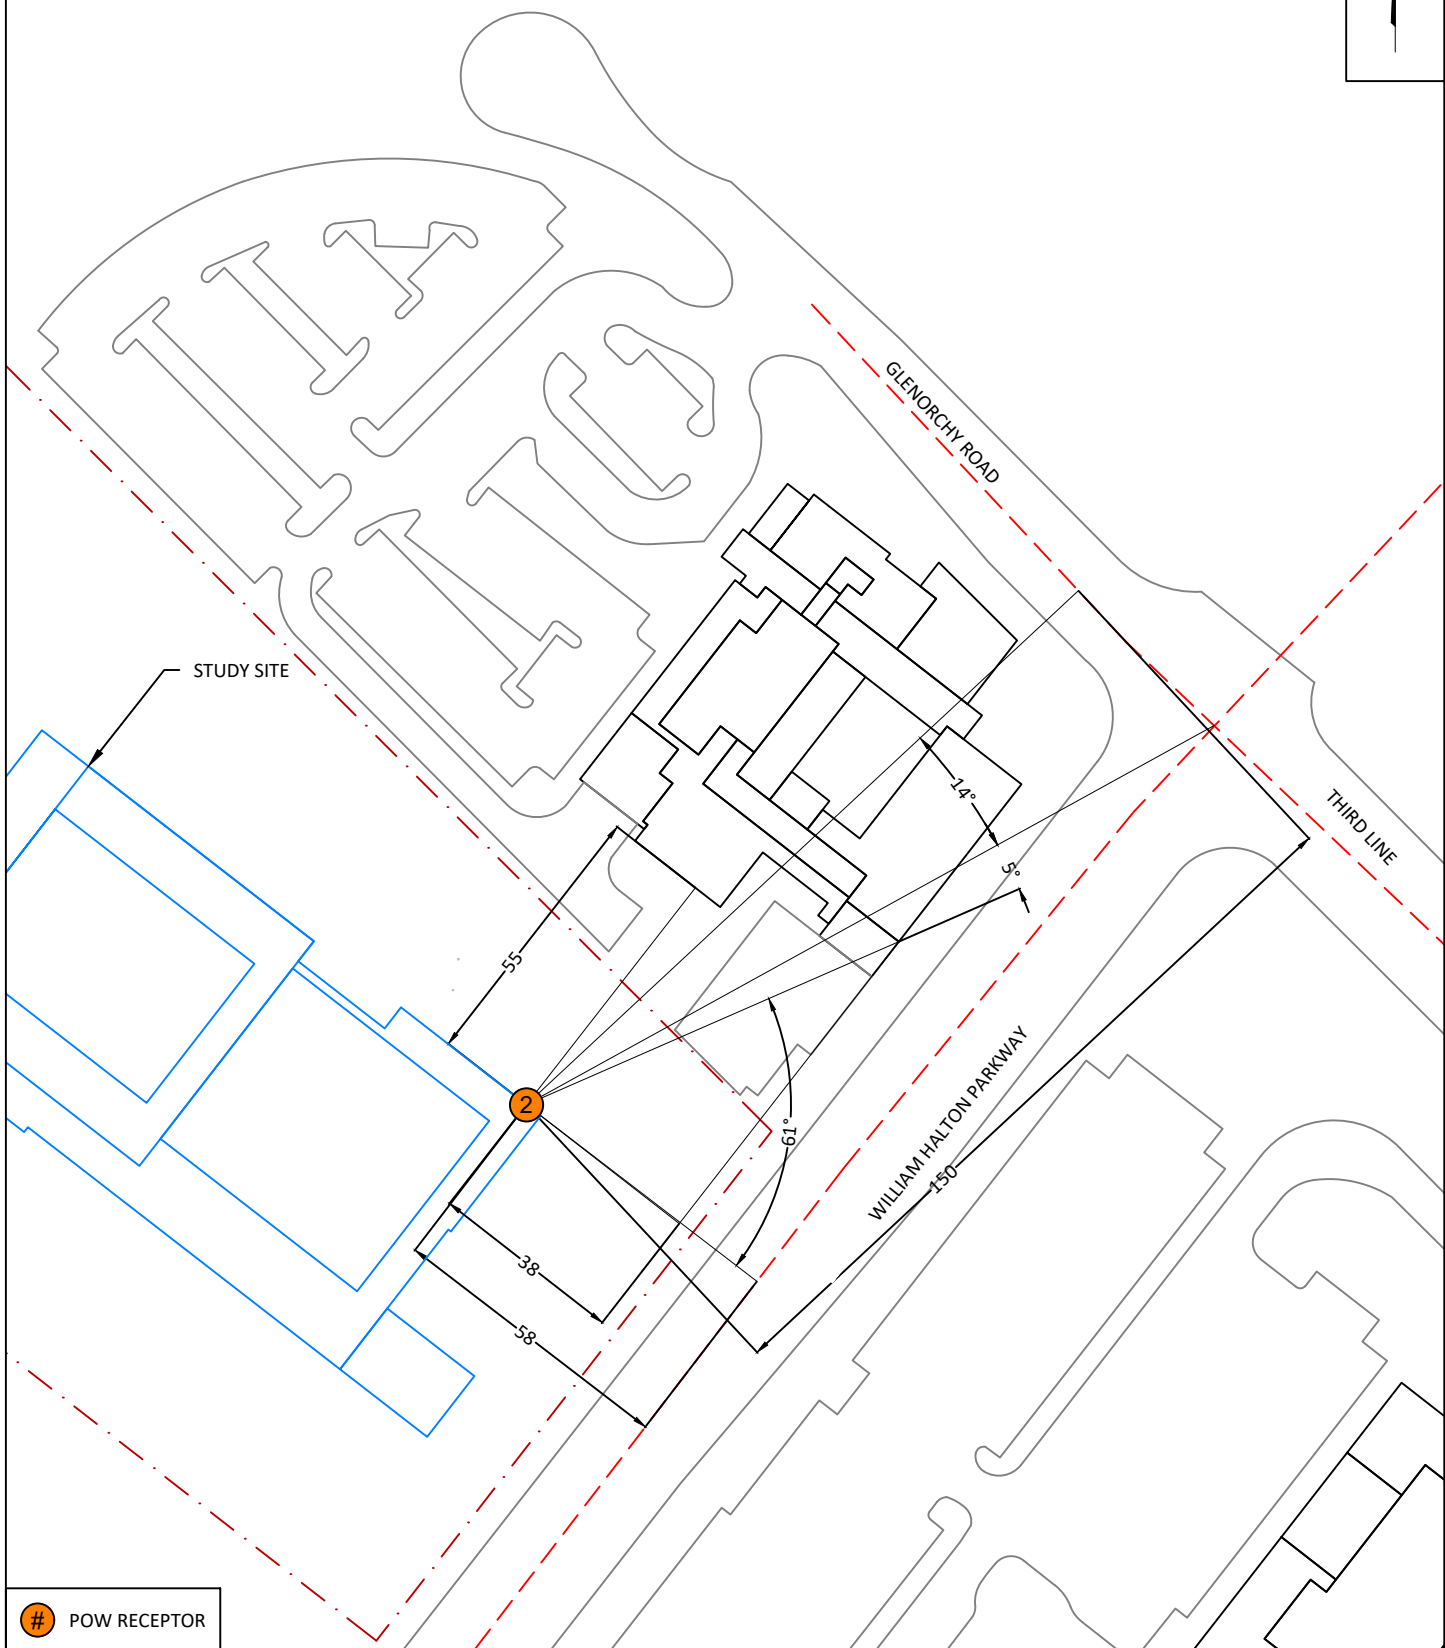 GLENORCHY ROAD
STUDY SITE
14°
THIRD LINE
5°
55
WILLIAM HALTON PARKWAY
2
61°
150
38
58
# POW RECEPTOR